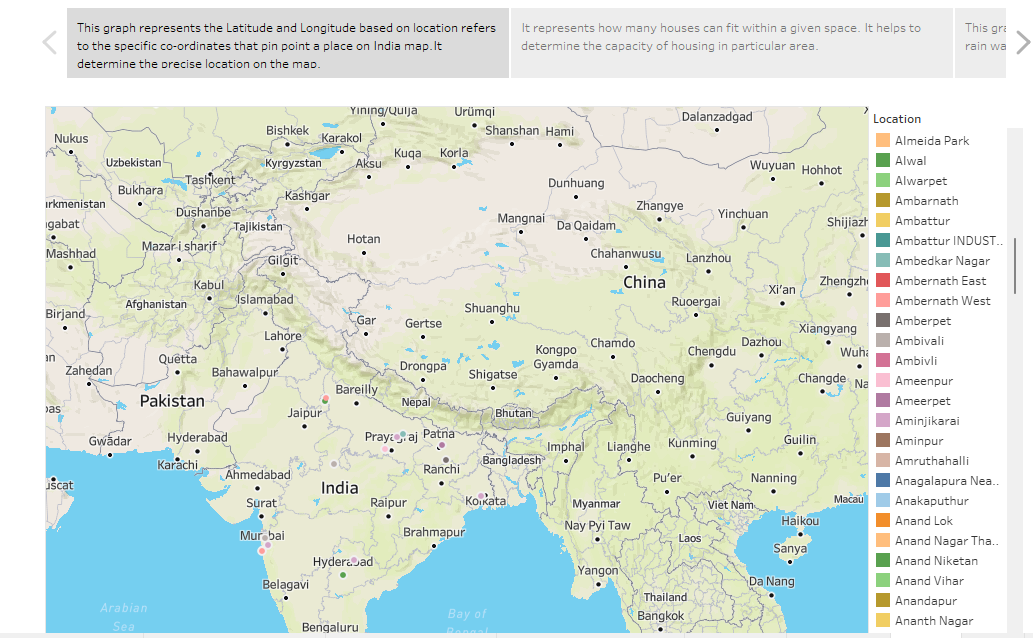 This graph represents the Latitude and Longitude based on location refers
to the specific co-ordinates that pin point a place on India map.It
determine the precise location on the map.
It represents how many houses can fit within a given space. It helps to
determine the capacity of housing in particular area.
This gra
rain wa
Yining/Qulja
Ürümqi
Dalanzadgad
Nukus
Bishkek
Karakol
Shanshan
Hami
Uzbekistan
Kyrgyzstan
Aksu
Kuqa
Korla
Wuyuan
Hohhot
Tashkent
Bukhara
Kashgar
Dunhuang
urkmenistan
Dushanbe
Zhangye
Yinchuan
Shijiazh
gabat
Tajikistan
Mangnai
Da Qaidam
Mashhad
Mazar i sharif
Hotan
Gilgit
Chahanwusu
Lanzhou
Kabul
China
Xi'an
Zhengzho
Afghanistan
Islamabad
Ruoergai
Birjand
Gar
Gertse
Shuanghu
Xiangyang
Lahore
Chamdo
Dazhou
Quetta
Kongpo
Gyamda
Chengdu
Wuha
Zahedan
Bahawalpur
Drongpa
Shigatse
Daocheng
Changde
Na
Pakistan
Bareilly
Nepal
Jaipur
Bhutan
Guiyang
Gwādar
Hyderabad
Prayagraj
Patna
Imphal
Lianghe
Kunming
Guilin
Karachi
Ranchi
Bangladesh
Ahmedabad
Pu'er
Nanning
uscat
India
Surat
Raipur
Kolkata
Myanmar
Viet Nam
Macau
Mumbai
Brahmapur
Nay Pyi Taw
Haikou
Laos
Sanya
Hyderabad
Yangon
Belagavi
Da Nang
Arabian
Sea
Bay of
Bengal
Thailand
Bangkok
Bengaluru
Location
Almeida Park
Alwal
Alwarpet
Ambarnath
Ambattur
Ambattur INDUST..
Ambedkar Nagar
Ambernath East
Ambernath West
Amberpet
Ambivali
Ambivli
Ameenpur
Ameerpet
Aminjikarai
Aminpur
Amruthahalli
Anagalapura Nea..
Anakaputhur
Anand Lok
Anand Nagar Tha..
Anand Niketan
Anand Vihar
Anandapur
Ananth Nagar